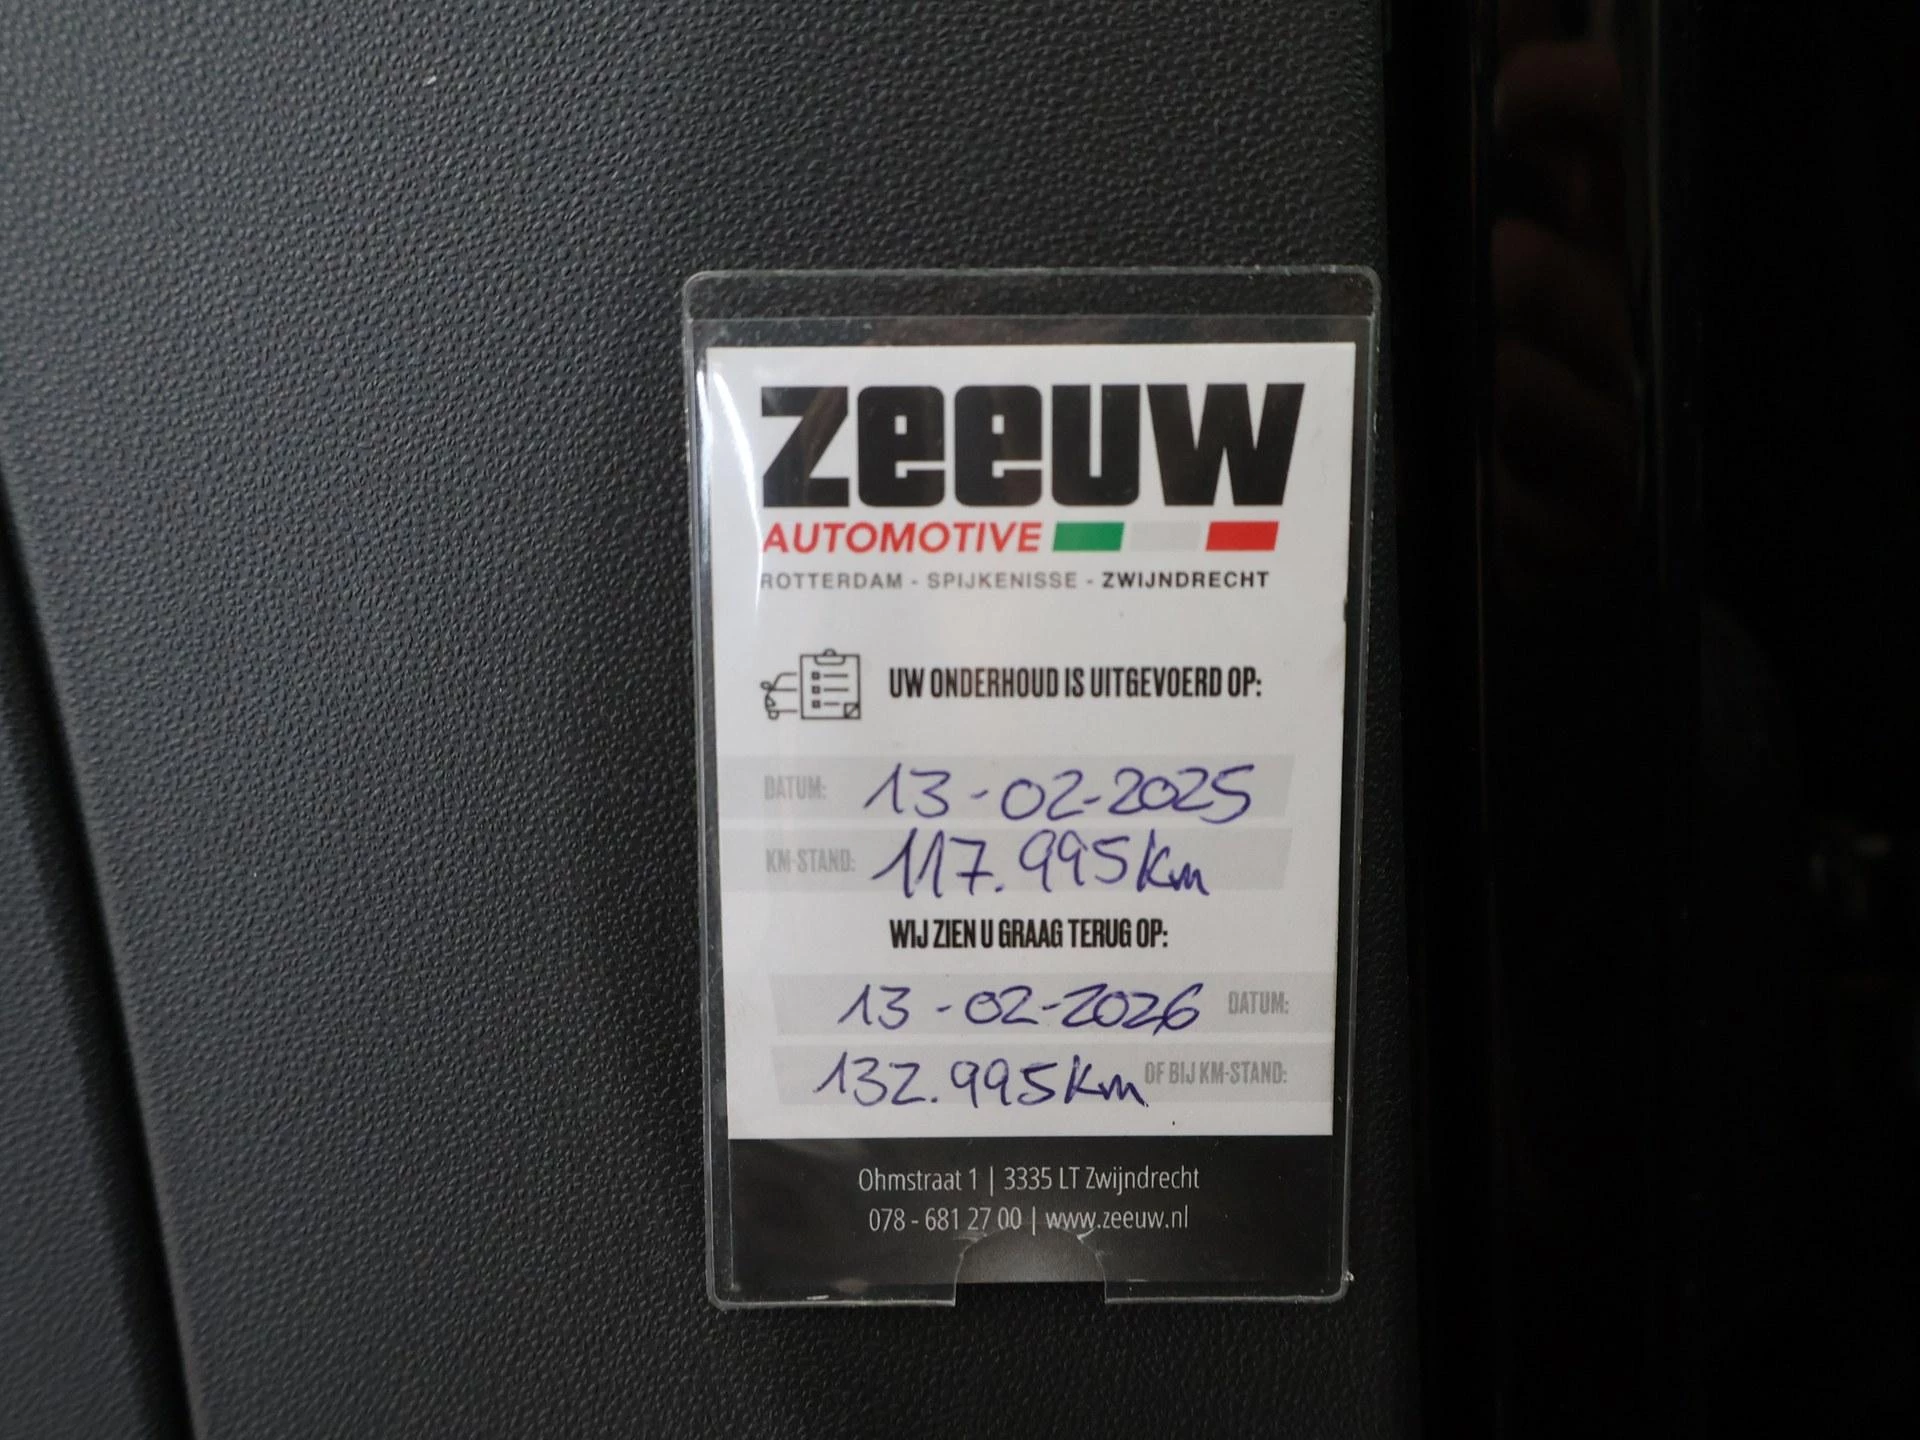 ZEEUW
AUTOMOTIVE
ROTTERDAM - SPIJKENISSE - ZWIJNDRECHT
UW ONDERHOUD IS UITGEVOERD OP:
DATUM: 13-02-2025
KM-STAND: 117.995km
WIJ ZIEN U GRAAG TERUG OP:
13-02-2026 DATUM:
132.995km OF BIJ KM-STAND:
Ohmstraat 1 | 3335 LT Zwijndrecht
078 - 681 27 00 | www.zeeuw.nl